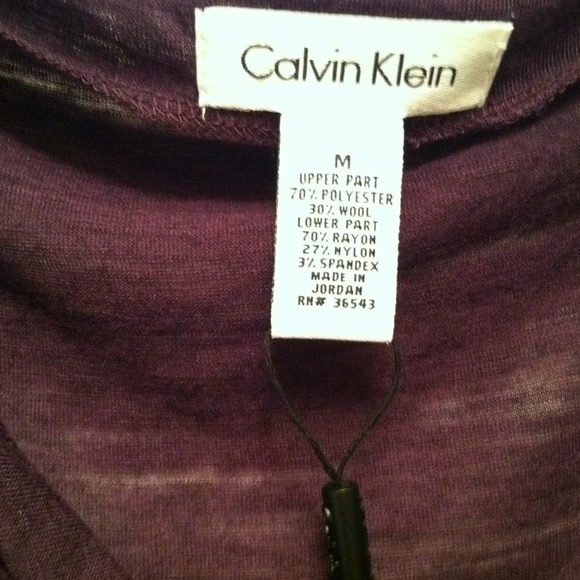 Calvin Klein
M
UPPER PART
70% POLYESTER
30% WOOL
LOWER PART
70% RAYON
27% NYLON
3% SPANDEX
MADE IN
JORDAN
RN# 36543